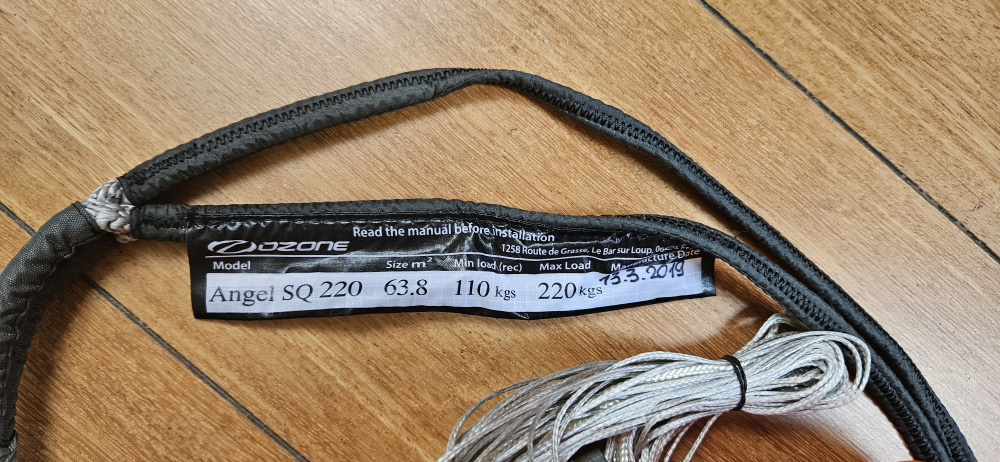 Read the manual before installation
OZONE
1258 Route de Grasse, Le Bar sur Loup,
Model Size m² Min load (rec) Max Load Manufacture Date
Angel SQ 220 63.8 110 kgs 220 kgs 13.3.2019